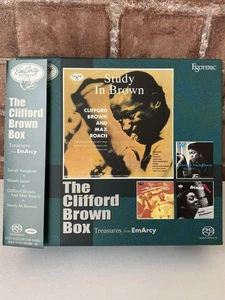 EmArcy
The
Clifford
Brown
Box
Treasures
from EmArcy
Sarah Vaughan
Clifford Brown
And Max Roach
Study In Brown
ESOTERIC
Study
In Brown
CLIFFORD
BROWN
AND MAX
ROACH
The
Clifford
Brown
Box
Treasures from EmArcy